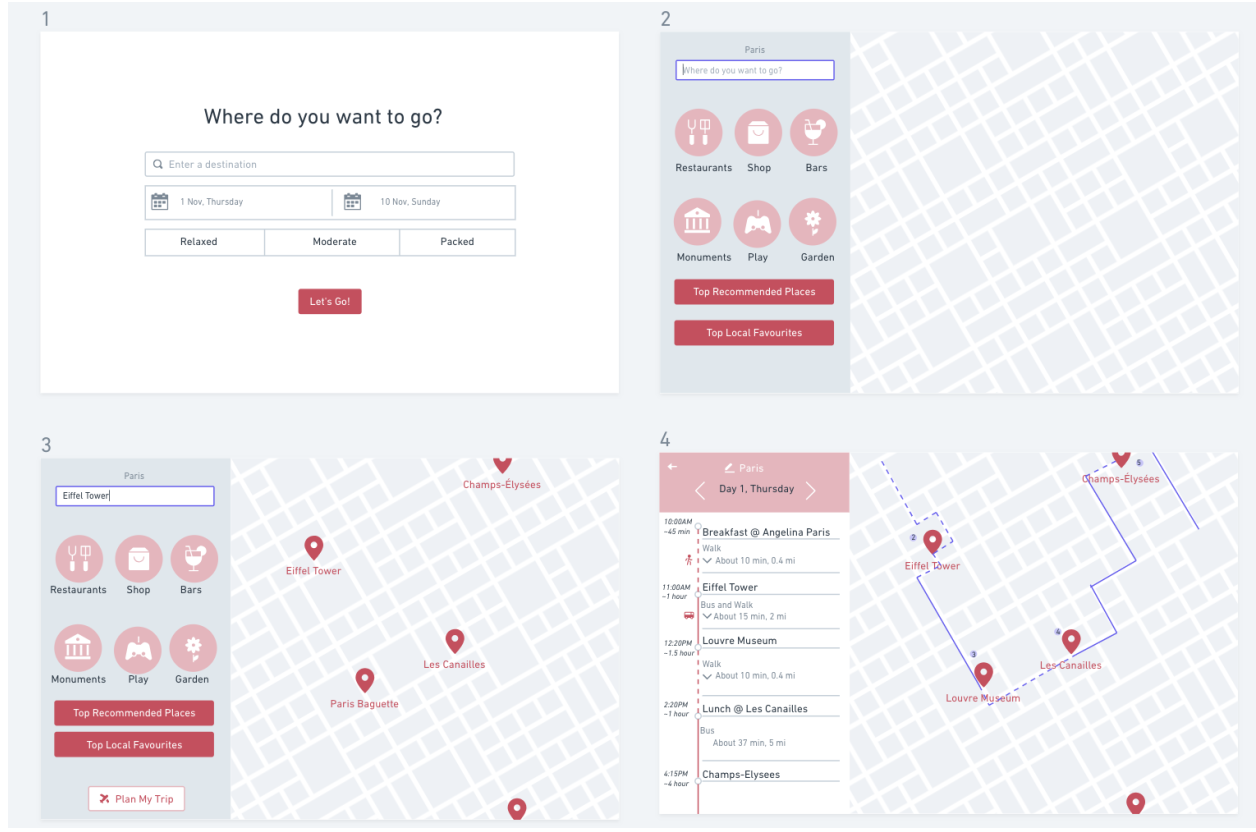 1
Where do you want to go?
Enter a destination
1 Nov, Thursday
10 Nov, Sunday
Relaxed
Moderate
Packed
Let's Go!
2
Paris
Where do you want to go?
Restaurants
Shop
Bars
Monuments
Play
Garden
Top Recommended Places
Top Local Favourites
3
Paris
Eiffel Tower
Restaurants
Shop
Bars
Monuments
Play
Garden
Top Recommended Places
Top Local Favourites
Plan My Trip
Champs-Élysées
Eiffel Tower
Les Canailles
Paris Baguette
4
Paris
Day 1, Thursday
10:00AM
~45 min
Breakfast @ Angelina Paris
Walk
About 10 min, 0.4 mi
11:00AM
~1 hour
Eiffel Tower
Bus and Walk
About 15 min, 2 mi
12:20PM
~1.5 hour
Louvre Museum
Walk
About 10 min, 0.4 mi
2:20PM
~1 hour
Lunch @ Les Canailles
Bus
About 37 min, 5 mi
4:15PM
~4 hour
Champs-Elysees
5
Champs-Élysées
2
Eiffel Tower
4
Les Canailles
3
Louvre Museum